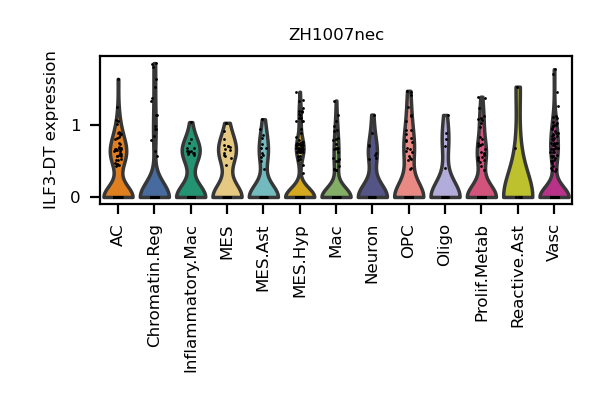 ZH1007nec
ILF3-DT expression
1
0
AC
Chromatin.Reg
Inflammatory.Mac
MES
MES.Ast
MES.Hyp
Mac
Neuron
OPC
Oligo
Prolif.Metab
Reactive.Ast
Vasc